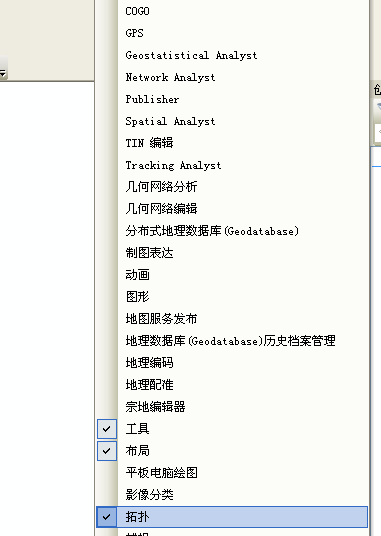 COGO
GPS
Geostatistical Analyst
Network Analyst
Publisher
Spatial Analyst
TIN 编辑
Tracking Analyst
几何网络分析
几何网络编辑
分布式地理数据库(Geodatabase)
制图表达
动画
图形
地图服务发布
地理数据库(Geodatabase)历史档案管理
地理编码
地理配准
宗地编辑器
工具
布局
平板电脑绘图
影像分类
拓扑